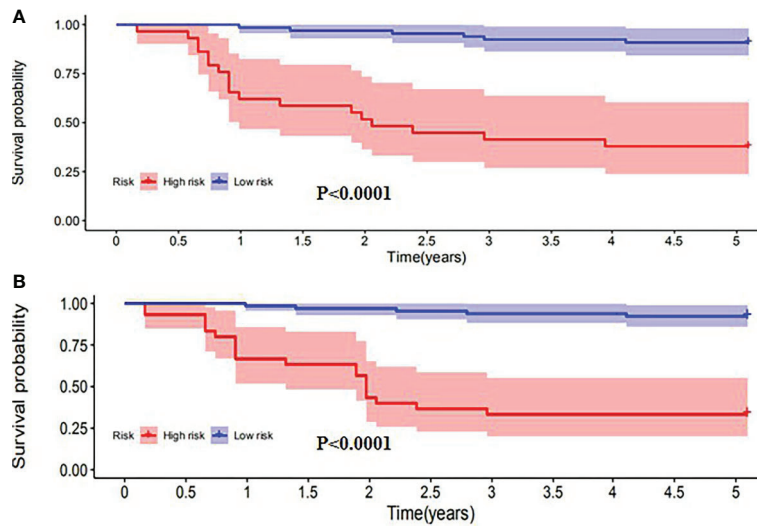 A
Survival probability
1.00
0.75
0.50
0.25
0.00
Risk High risk Low risk
P<0.0001
0 0.5 1 1.5 2 2.5 3 3.5 4 4.5 5
Time(years)
B
Survival probability
1.00
0.75
0.50
0.25
0.00
Risk High risk Low risk
P<0.0001
0 0.5 1 1.5 2 2.5 3 3.5 4 4.5 5
Time(years)